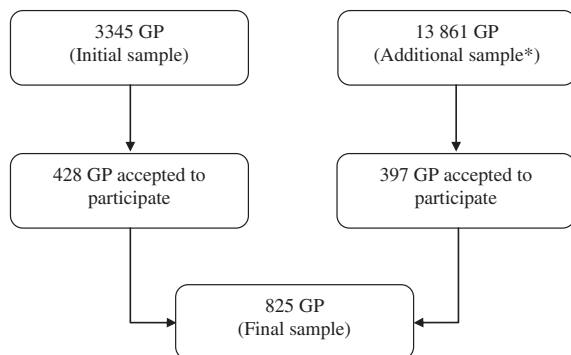 3345 GP
(Initial sample)
13 861 GP
(Additional sample*)
428 GP accepted to
participate
397 GP accepted to
participate
825 GP
(Final sample)